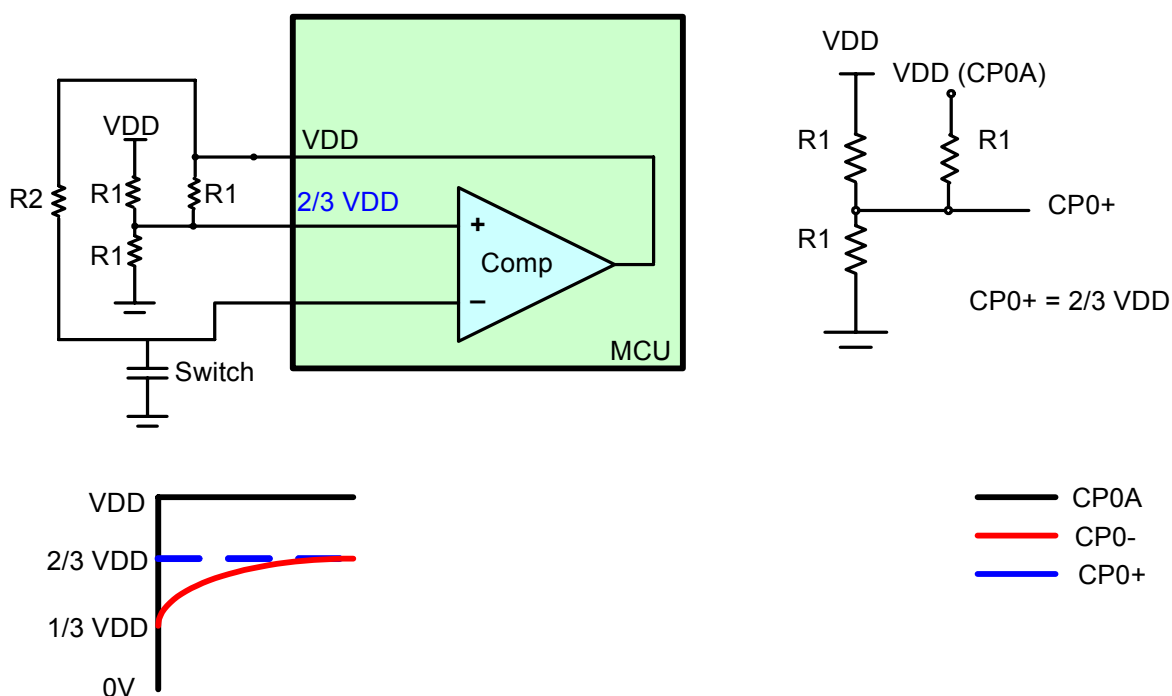 VDD
R2
R1
R1
R1
VDD
2/3 VDD
+
Comp
−
MCU
Switch
VDD
VDD (CP0A)
R1
R1
R1
CP0+
CP0+ = 2/3 VDD
VDD
2/3 VDD
1/3 VDD
0V
CP0A
CP0-
CP0+